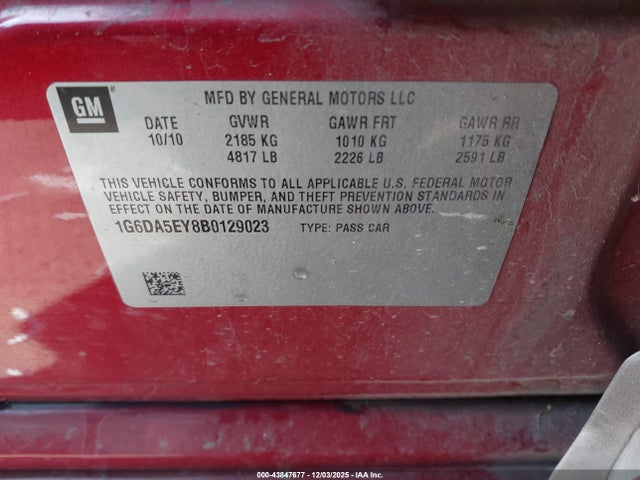 GM
MFD BY GENERAL MOTORS LLC
DATE GVWR GAWR FRT GAWR RR
10/10 2185 KG 1010 KG 1175 KG
4817 LB 2226 LB 2591 LB
THIS VEHICLE CONFORMS TO ALL APPLICABLE U.S. FEDERAL MOTOR
VEHICLE SAFETY, BUMPER, AND THEFT PREVENTION STANDARDS IN
EFFECT ON THE DATE OF MANUFACTURE SHOWN ABOVE.
1G6DA5EY8B0129023 TYPE: PASS CAR
000-43847677 - 12/03/2025 - IAA Inc.